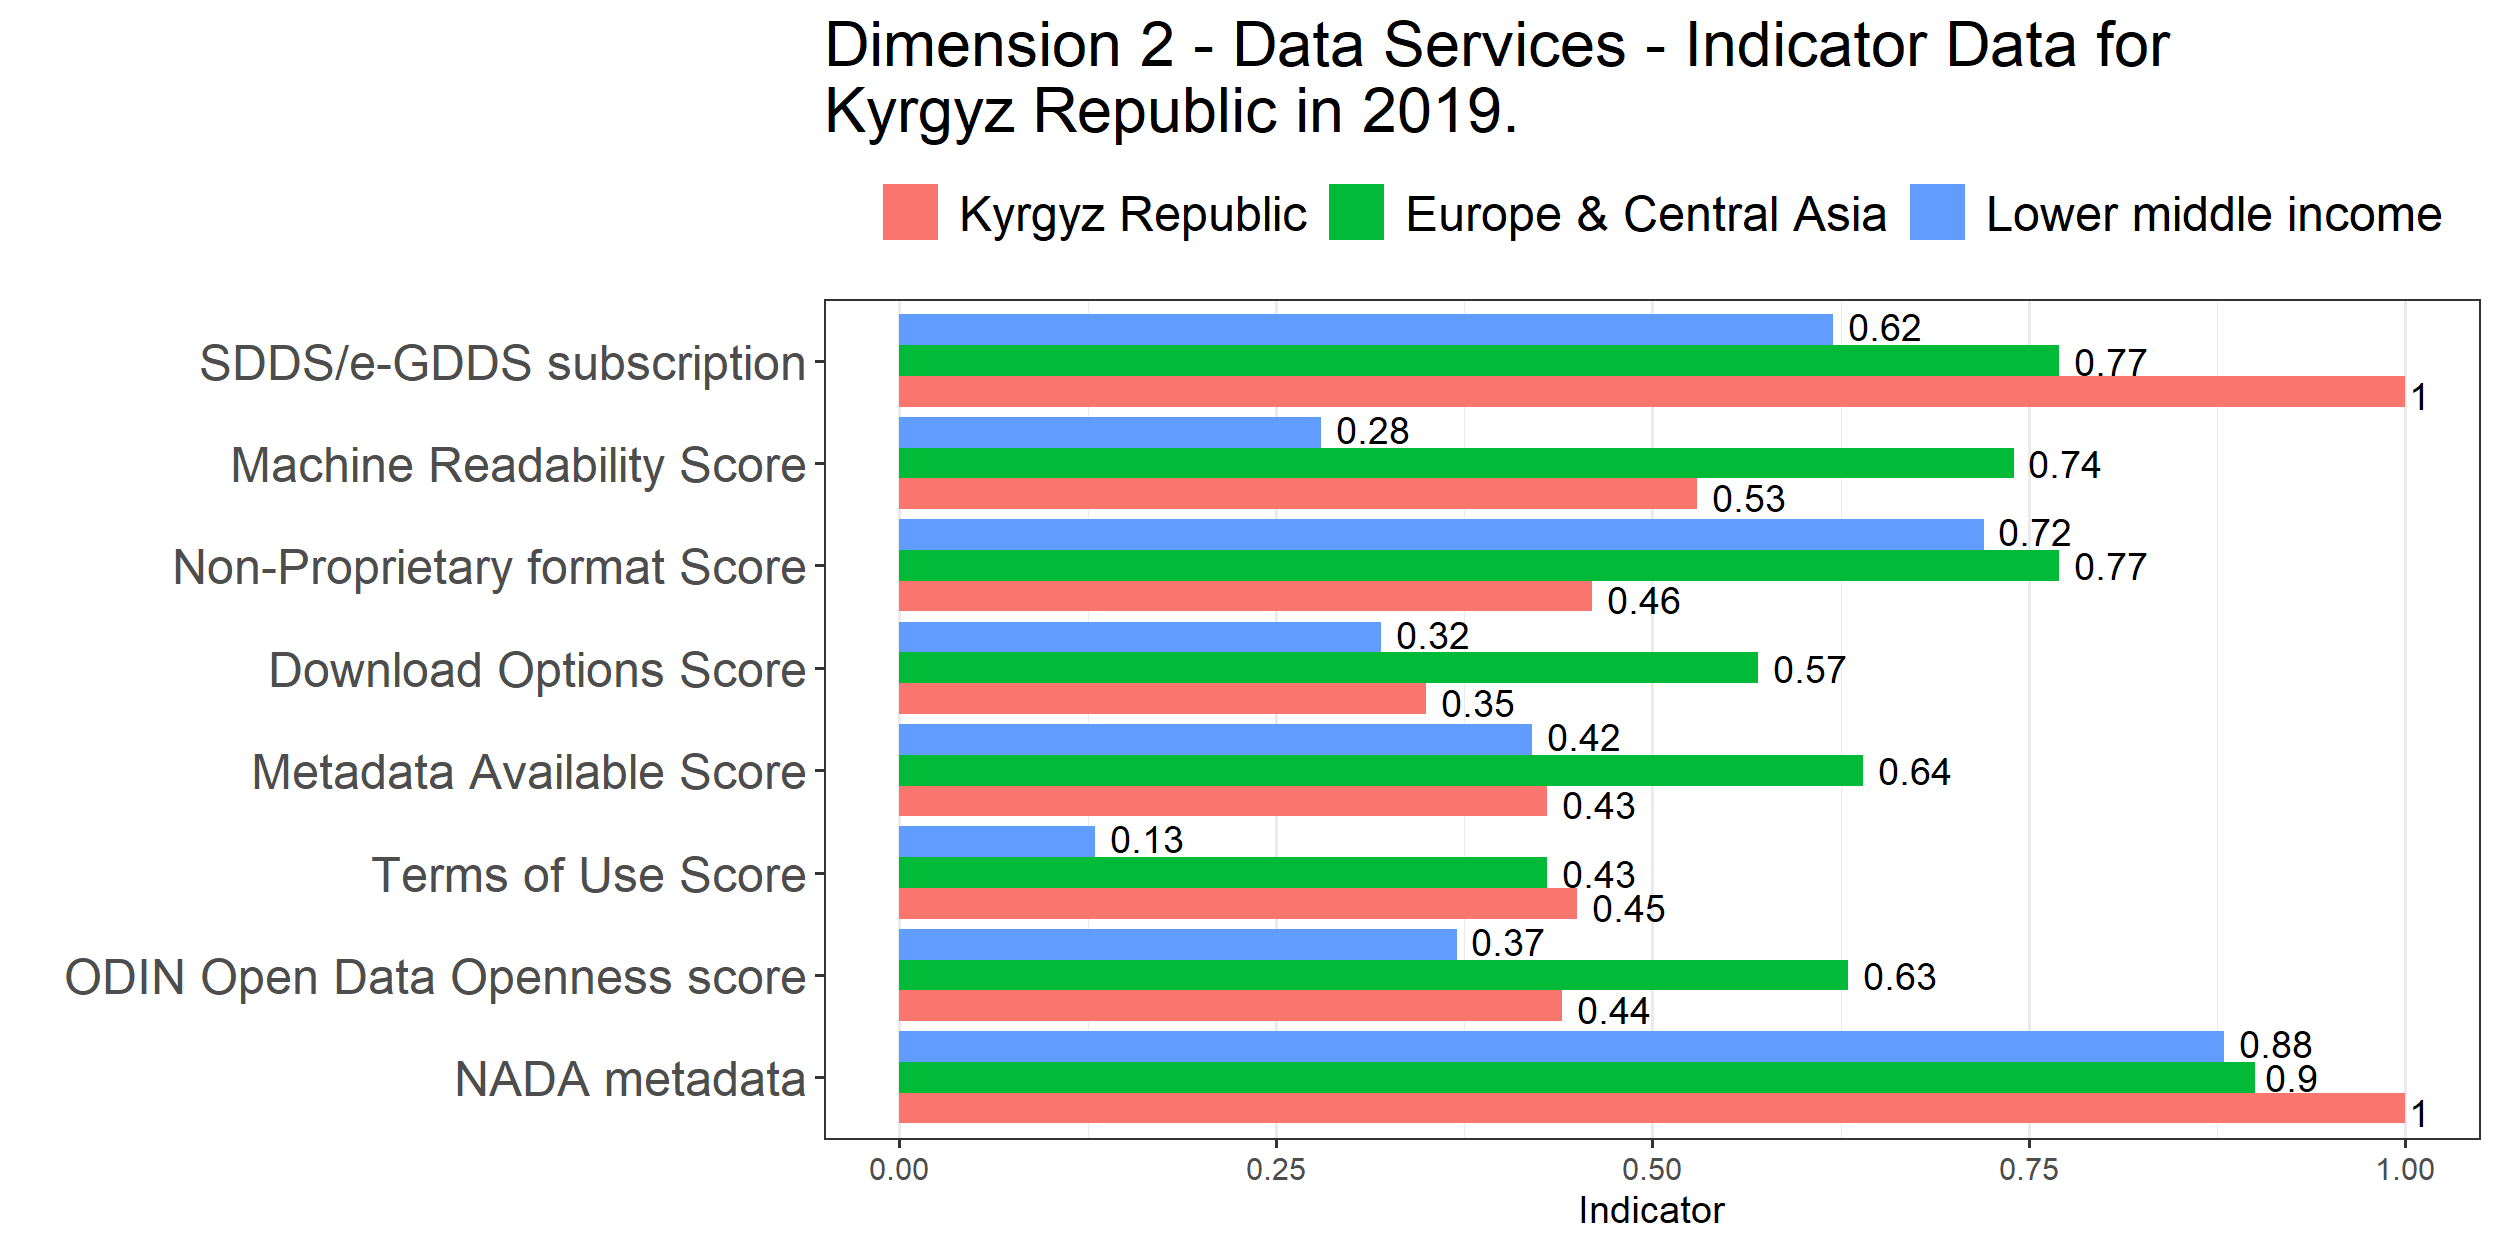 Dimension 2 - Data Services - Indicator Data for
Kyrgyz Republic in 2019.
Kyrgyz Republic
Europe & Central Asia
Lower middle income
SDDS/e-GDDS subscription
0.62
0.77
1
Machine Readability Score
0.28
0.74
0.53
Non-Proprietary format Score
0.72
0.77
0.46
Download Options Score
0.32
0.57
0.35
Metadata Available Score
0.42
0.64
0.43
Terms of Use Score
0.13
0.43
0.45
ODIN Open Data Openness score
0.37
0.63
0.44
NADA metadata
0.88
0.9
1
0.00 0.25 0.50 0.75 1.00
Indicator